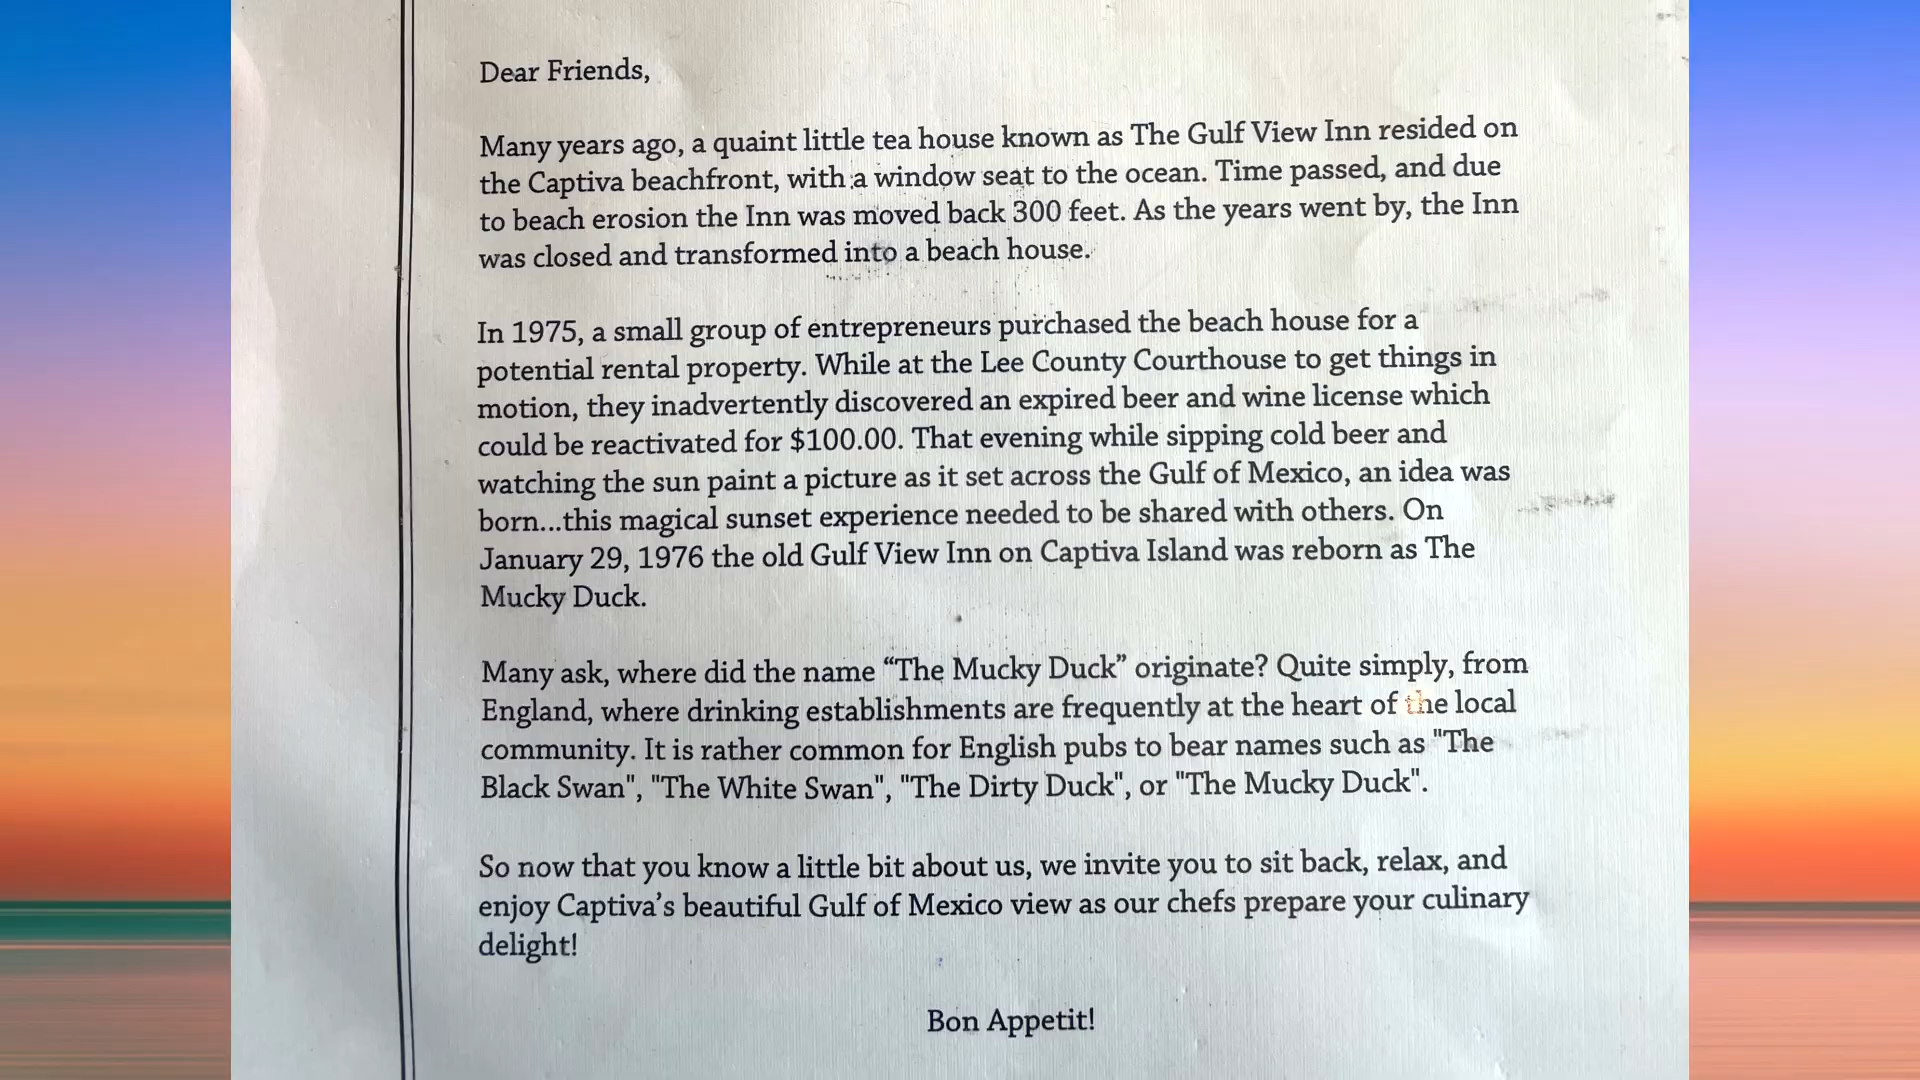 Dear Friends,
Many years ago, a quaint little tea house known as The Gulf View Inn resided on
the Captiva beachfront, with a window seat to the ocean. Time passed, and due
to beach erosion the Inn was moved back 300 feet. As the years went by, the Inn
was closed and transformed into a beach house.
In 1975, a small group of entrepreneurs purchased the beach house for a
potential rental property. While at the Lee County Courthouse to get things in
motion, they inadvertently discovered an expired beer and wine license which
could be reactivated for $100.00. That evening while sipping cold beer and
watching the sun paint a picture as it set across the Gulf of Mexico, an idea was
born...this magical sunset experience needed to be shared with others. On
January 29, 1976 the old Gulf View Inn on Captiva Island was reborn as The
Mucky Duck.
Many ask, where did the name “The Mucky Duck” originate? Quite simply, from
England, where drinking establishments are frequently at the heart of the local
community. It is rather common for English pubs to bear names such as "The
Black Swan", "The White Swan", "The Dirty Duck", or "The Mucky Duck".
So now that you know a little bit about us, we invite you to sit back, relax, and
enjoy Captiva’s beautiful Gulf of Mexico view as our chefs prepare your culinary
delight!
Bon Appetit!